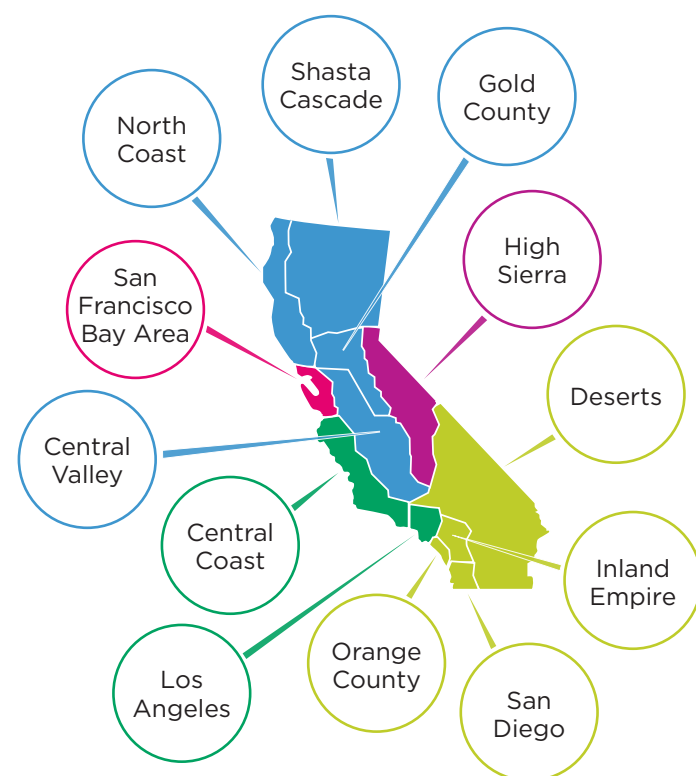 Shasta
Cascade
Gold
County
North
Coast
High
Sierra
San
Francisco
Bay Area
Deserts
Central
Valley
Central
Coast
Inland
Empire
Orange
County
Los
Angeles
San
Diego